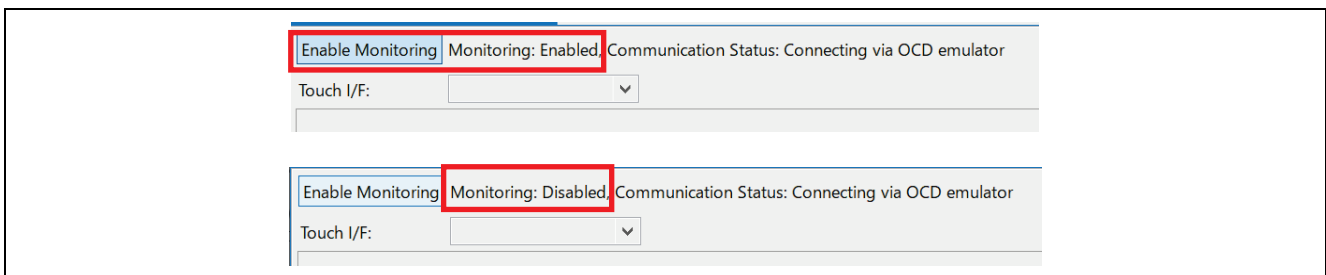 Enable Monitoring Monitoring: Enabled, Communication Status: Connecting via OCD emulator
Touch I/F:
Enable Monitoring Monitoring: Disabled, Communication Status: Connecting via OCD emulator
Touch I/F: